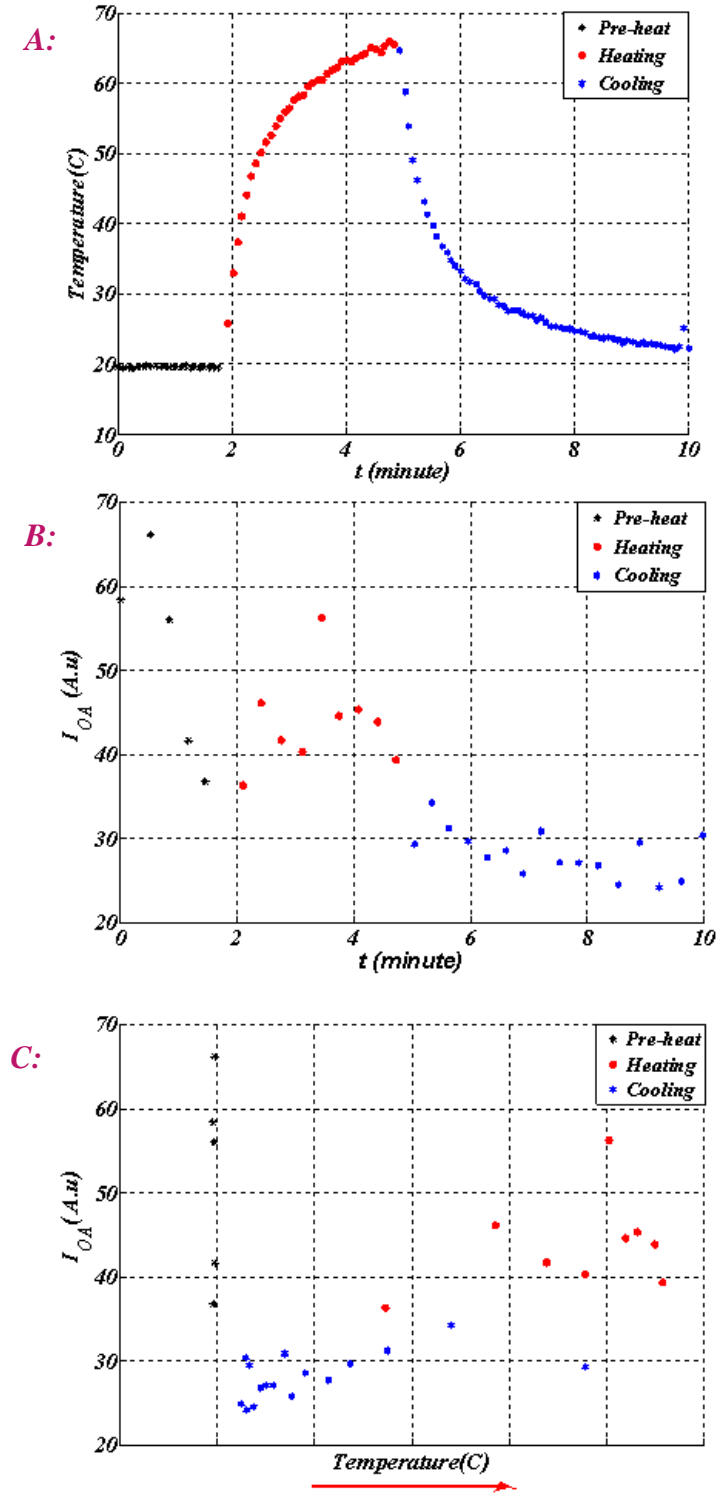 A:
Temperature(C)
70
60
50
40
30
20
10
0
2
4
6
8
10
t (minute)
Pre-heat
Heating
Cooling
B:
I_OA (A.u)
70
60
50
40
30
20
0
2
4
6
8
10
t (minute)
Pre-heat
Heating
Cooling
C:
I_OA (A.u)
70
60
50
40
30
20
Temperature(C)
Pre-heat
Heating
Cooling